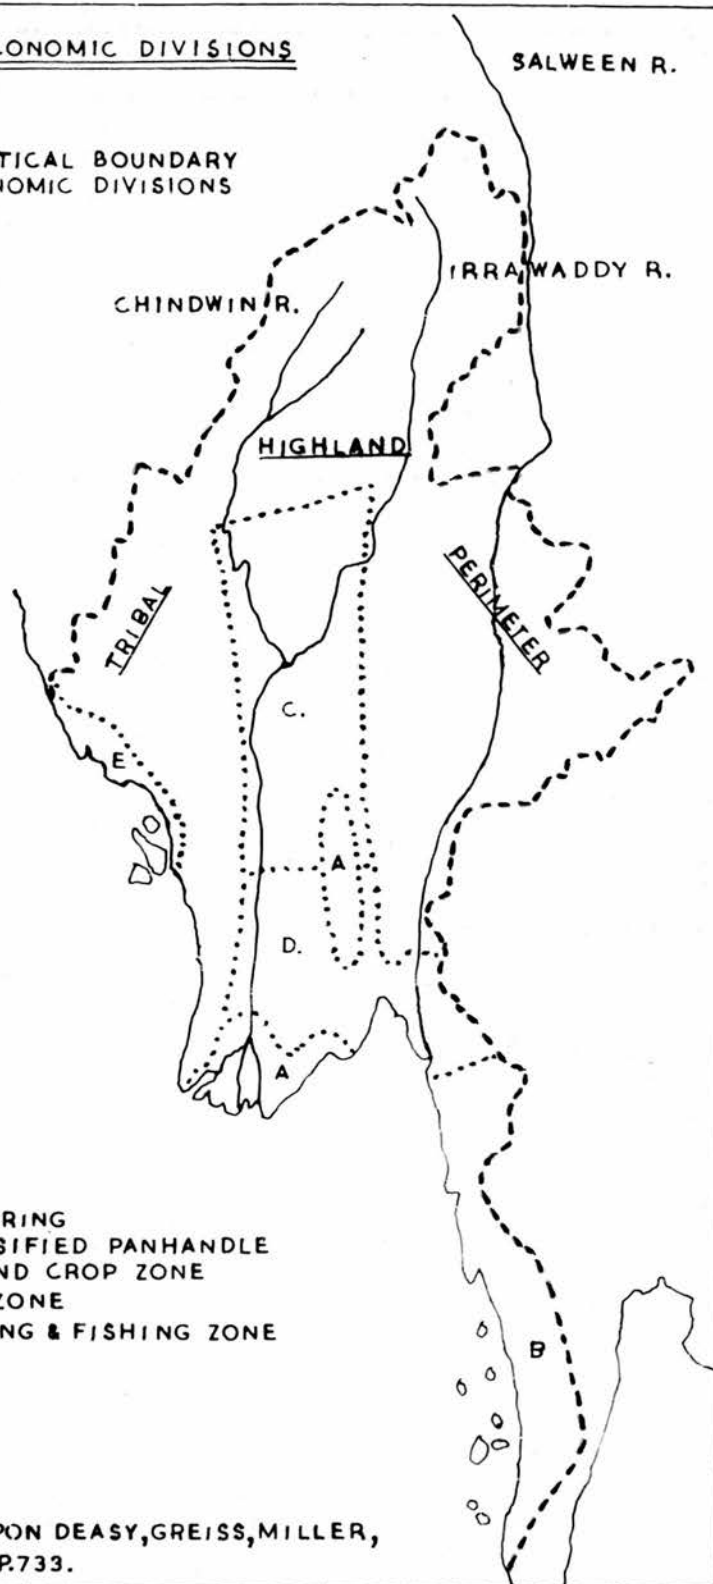 CONOMIC DIVISIONS
SALWEEN R.
TICAL BOUNDARY
NOMIC DIVISIONS
IRRAWADDY R.
CHINDWIN R.
HIGHLAND
TRIBAL
PERIMETER
C.
E
A
D.
A
RING
SIFIED PANHANDLE
ND CROP ZONE
ZONE
NG & FISHING ZONE
B
PON DEASY,GREISS,MILLER,
P.733.